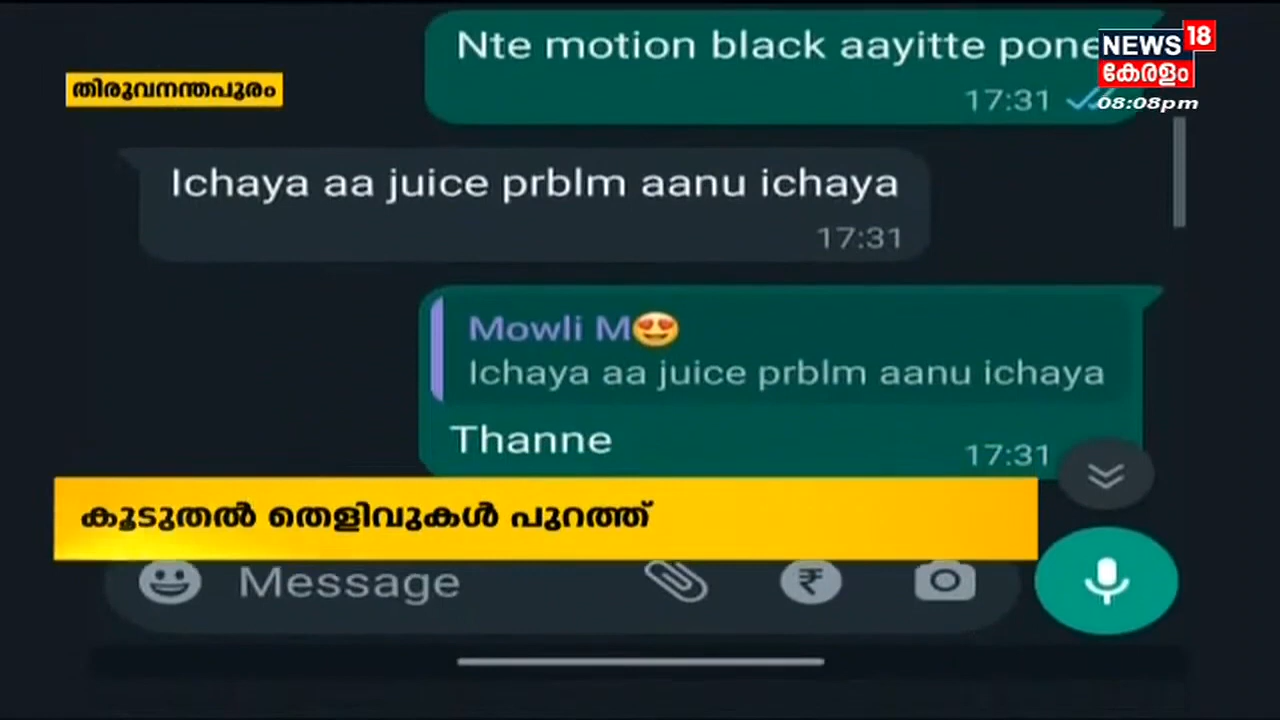 Nte motion black aayitte pone
17:31
NEWS 18
കേരളം
08:08pm
തിരുവനന്തപുരം
Ichaya aa juice prblm aanu ichaya
17:31
Mowli M😍
Ichaya aa juice prblm aanu ichaya
Thanne
17:31
കൂടുതൽ തെളിവുകൾ പുറത്ത്
Message